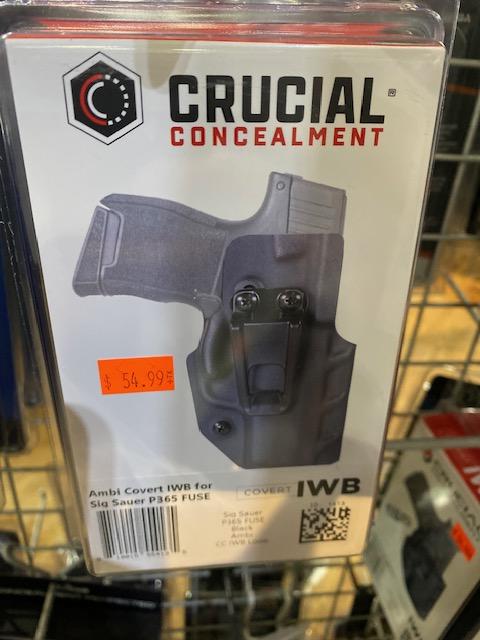 CRUCIAL®
CONCEALMENT
$ 54.99
Ambi Covert IWB for
Sig Sauer P365 FUSE
COVERT IWB
Sig Sauer
P365 FUSE
Black
Ambi
CC IWB